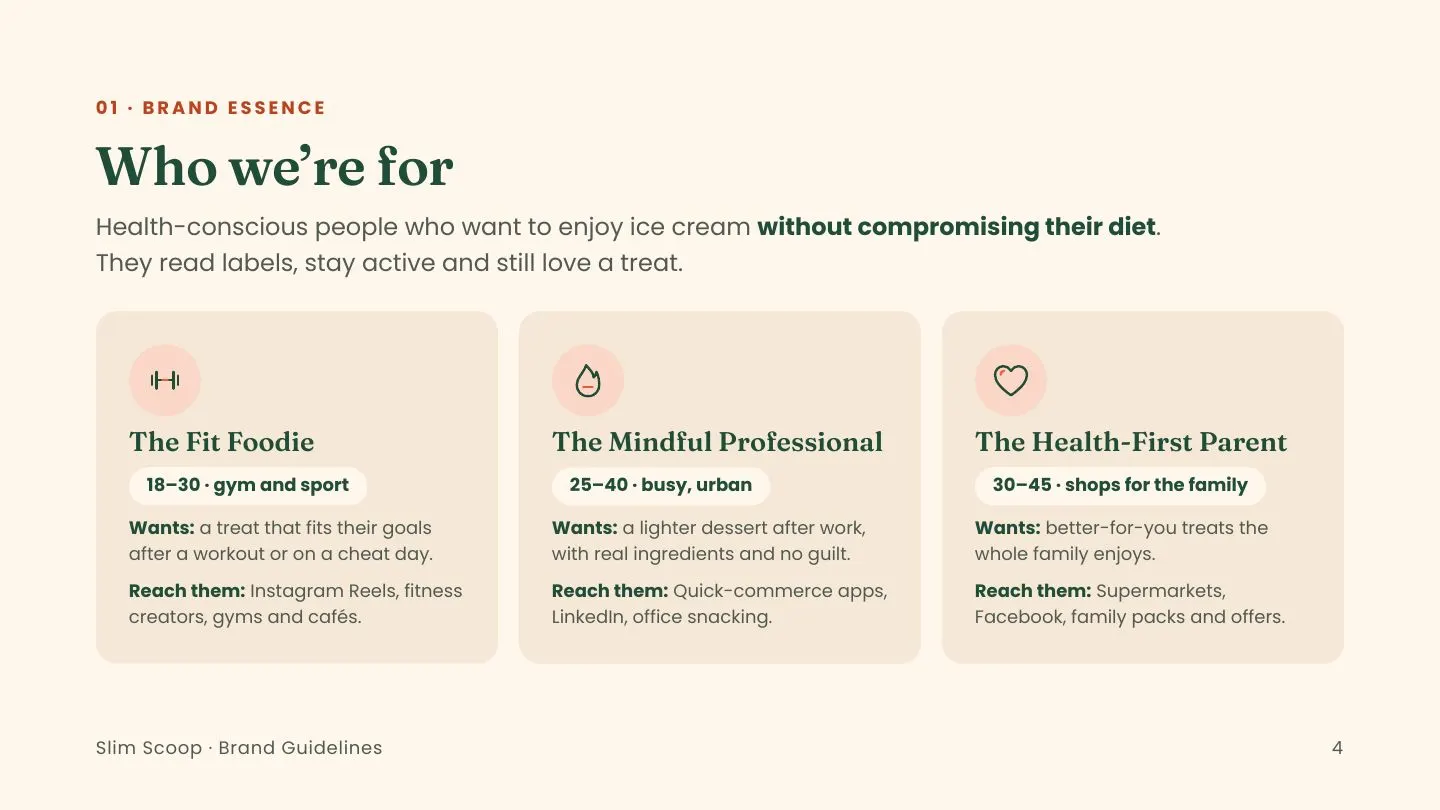 01 · BRAND ESSENCE
Who we’re for
Health-conscious people who want to enjoy ice cream without compromising their diet.
They read labels, stay active and still love a treat.
The Fit Foodie
18–30 · gym and sport
Wants: a treat that fits their goals
after a workout or on a cheat day.
Reach them: Instagram Reels, fitness
creators, gyms and cafés.
The Mindful Professional
25–40 · busy, urban
Wants: a lighter dessert after work,
with real ingredients and no guilt.
Reach them: Quick-commerce apps,
LinkedIn, office snacking.
The Health-First Parent
30–45 · shops for the family
Wants: better-for-you treats the
whole family enjoys.
Reach them: Supermarkets,
Facebook, family packs and offers.
Slim Scoop · Brand Guidelines
4